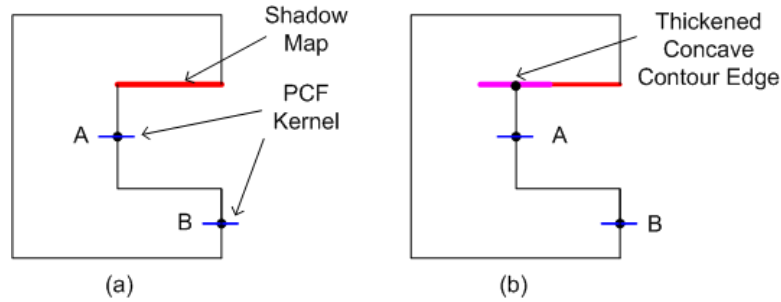 Shadow
Map
PCF
Kernel
A
B
(a)
Thickened
Concave
Contour Edge
A
B
(b)